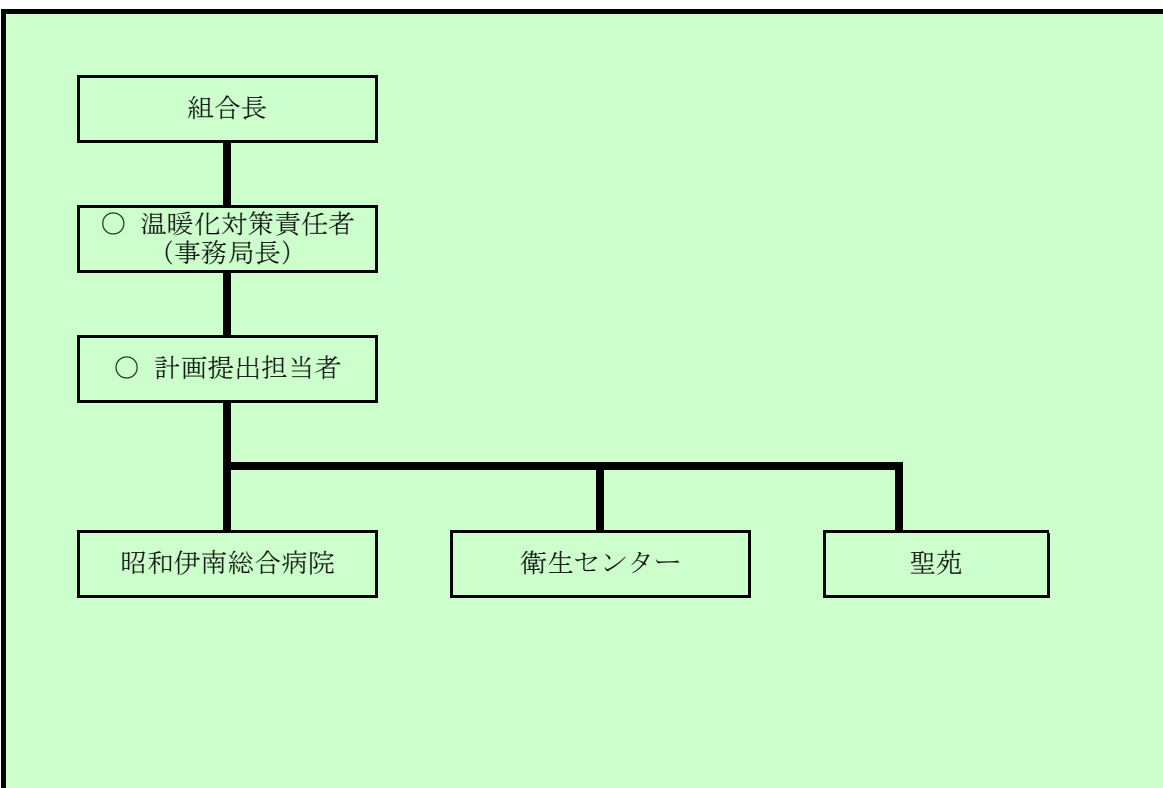 組合長
○ 温暖化対策責任者
（事務局長）
○ 計画提出担当者
昭和伊南総合病院
衛生センター
聖苑